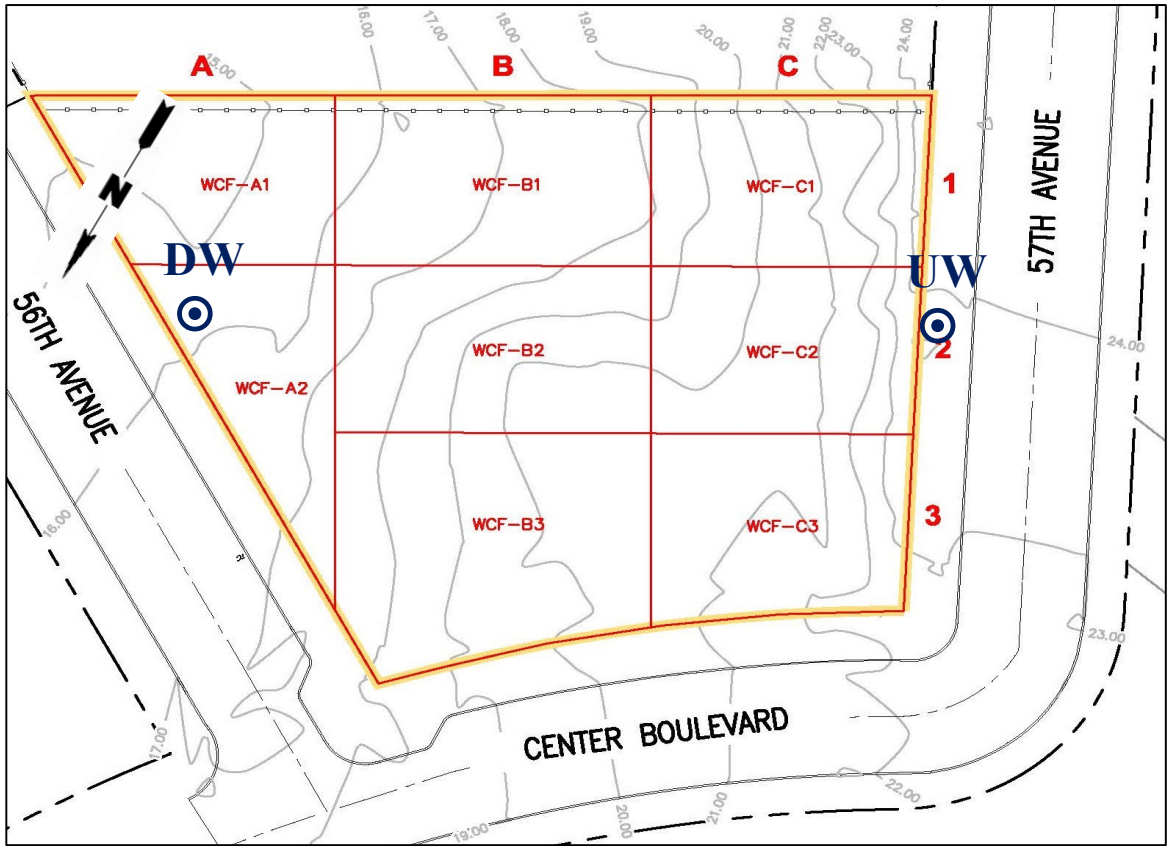 16.00
17.00
18.00
19.00
20.00
21.00
22.00
23.00
24.00
A
15.00
B
C
N
WCF-A1
WCF-B1
WCF-C1
1
57TH AVENUE
DW
UW
56TH AVENUE
WCF-A2
WCF-B2
WCF-C2
2
24.00
16.00
WCF-B3
WCF-C3
3
23.00
17.00
CENTER BOULEVARD
19.00
20.00
21.00
22.00